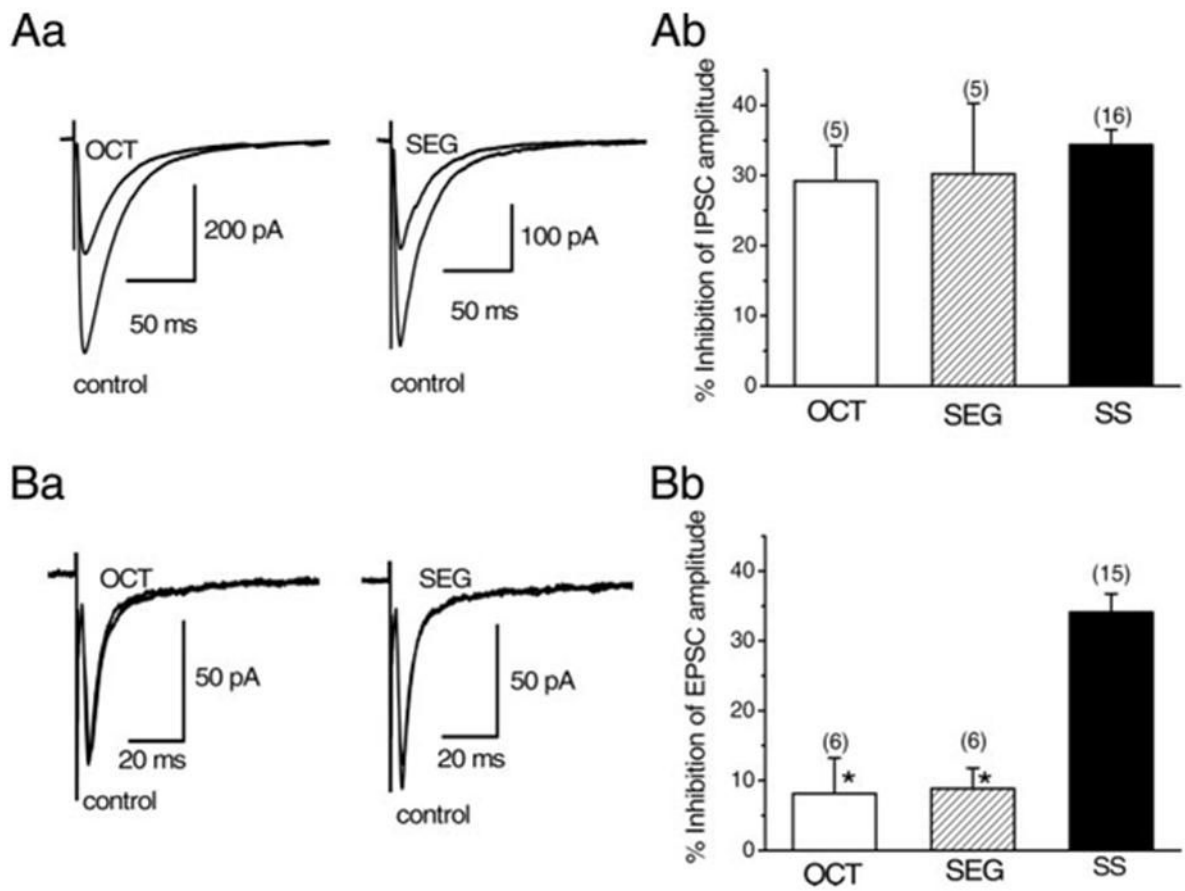 Aa
OCT
200 pA
50 ms
control
SEG
100 pA
50 ms
control
Ab
% Inhibition of IPSC amplitude
40
30
20
10
0
(5)
(5)
(16)
OCT
SEG
SS
Ba
OCT
50 pA
20 ms
control
SEG
50 pA
20 ms
control
Bb
% Inhibition of EPSC amplitude
40
30
20
10
0
(6)
(6)
(15)
*
*
OCT
SEG
SS